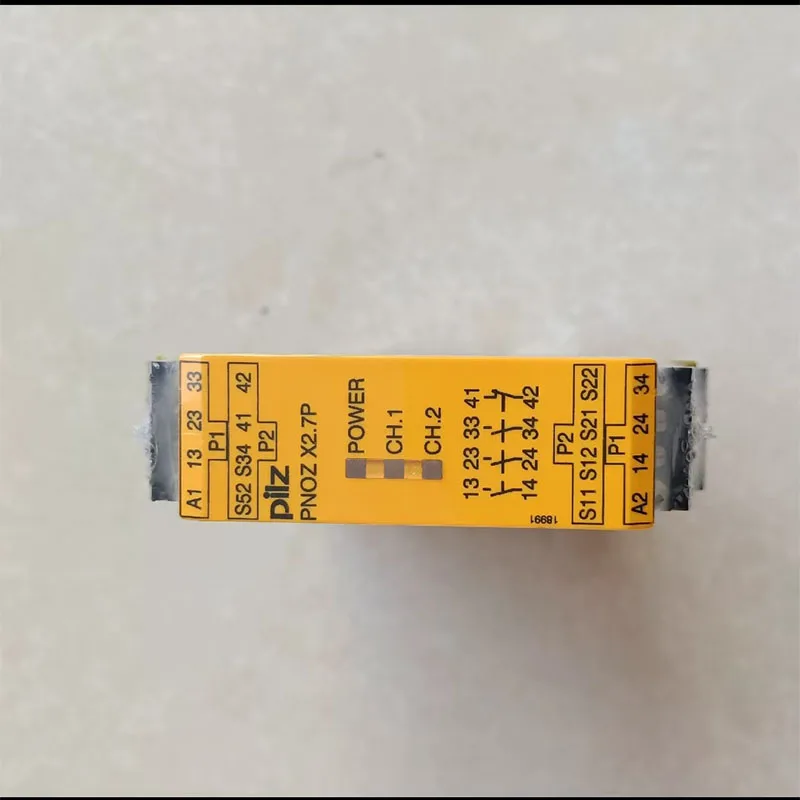 A1 13 23 33
P1
S52 S34 41 42
P2
pilz
PNOZ X2.7P
POWER
CH.1
CH.2
13 23 33 41
14 24 34 42
18991
P2
S11 S12 S21 S22
P1
A2 14 24 34